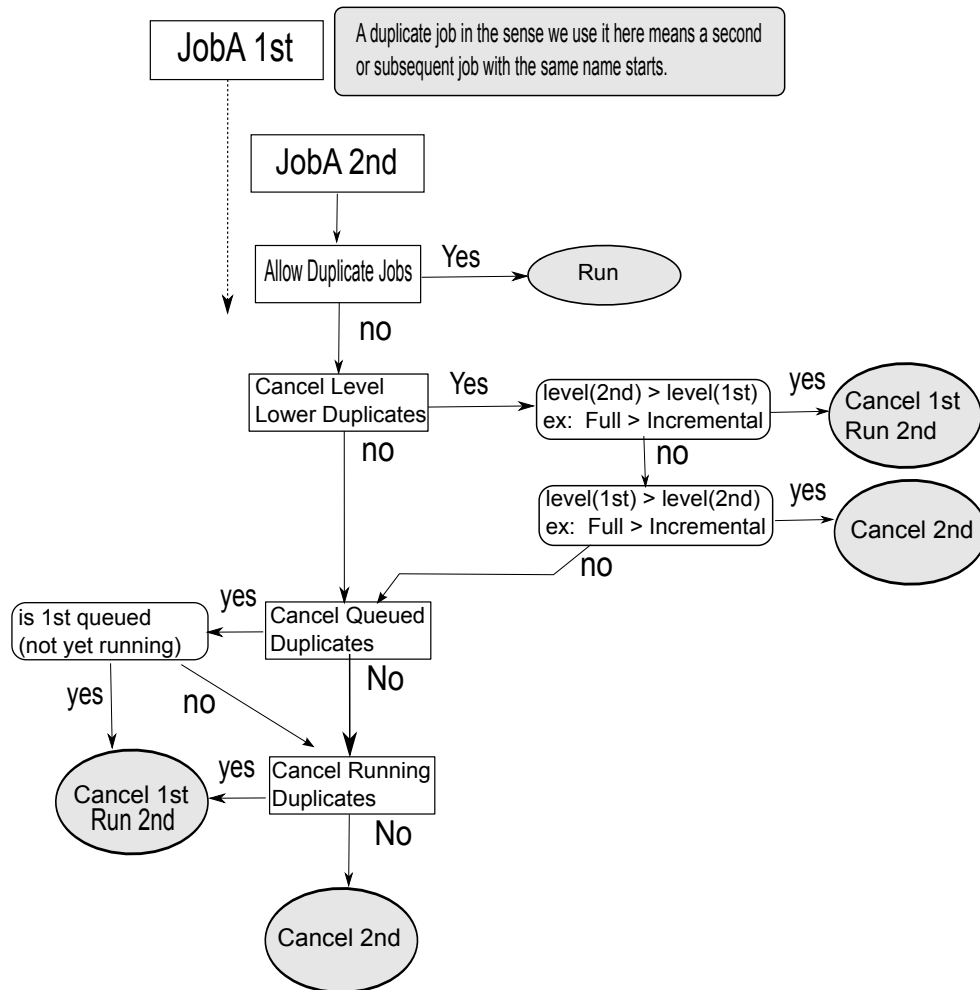 JobA 1st
A duplicate job in the sense we use it here means a second
or subsequent job with the same name starts.
JobA 2nd
Allow Duplicate Jobs
Yes
Run
no
Cancel Level
Lower Duplicates
Yes
level(2nd) > level(1st)
ex:  Full > Incremental
yes
Cancel 1st
Run 2nd
no
no
level(1st) > level(2nd)
ex:  Full > Incremental
yes
Cancel 2nd
no
Cancel Queued
Duplicates
yes
is 1st queued
(not yet running)
No
yes
no
Cancel Running
Duplicates
yes
Cancel 1st
Run 2nd
No
Cancel 2nd